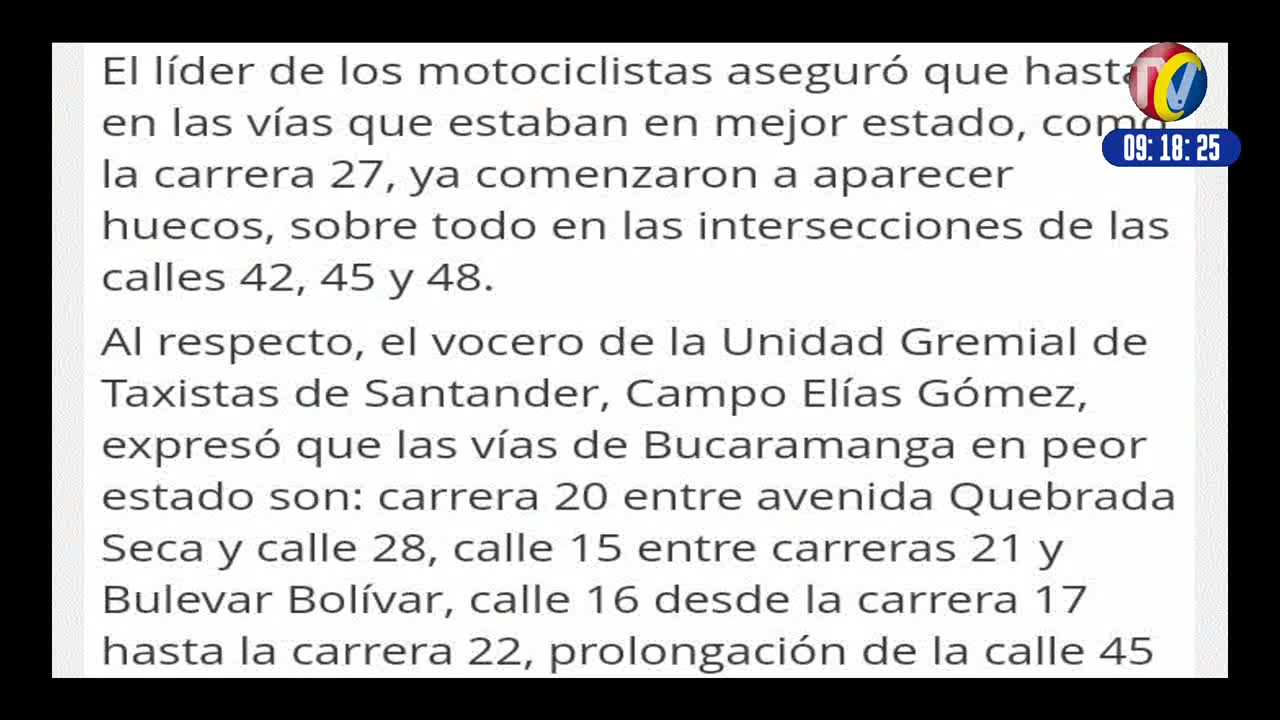 El líder de los motociclistas aseguró que hasta
en las vías que estaban en mejor estado, como
la carrera 27, ya comenzaron a aparecer
huecos, sobre todo en las intersecciones de las
calles 42, 45 y 48.
Al respecto, el vocero de la Unidad Gremial de
Taxistas de Santander, Campo Elías Gómez,
expresó que las vías de Bucaramanga en peor
estado son: carrera 20 entre avenida Quebrada
Seca y calle 28, calle 15 entre carreras 21 y
Bulevar Bolívar, calle 16 desde la carrera 17
hasta la carrera 22, prolongación de la calle 45
TVC
09: 18: 25